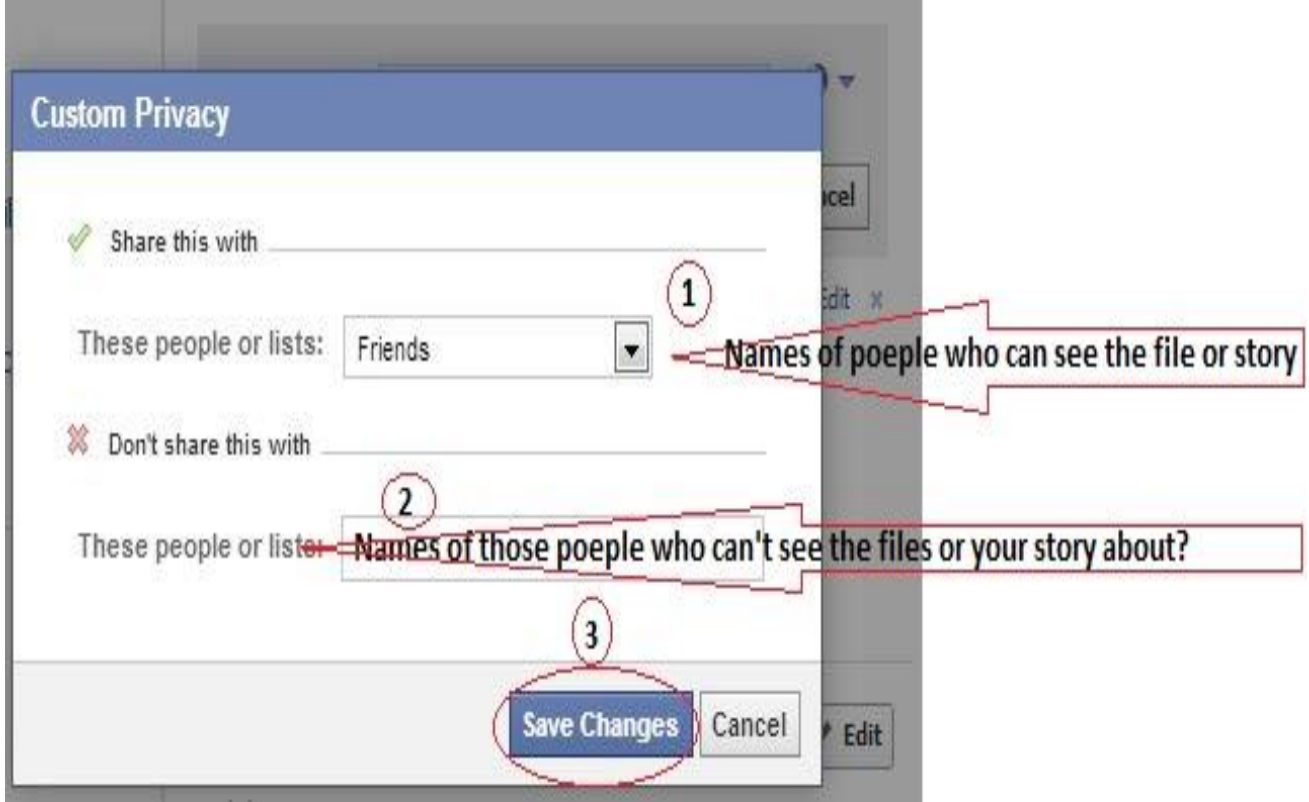 Custom Privacy
cel
Share this with
1
Edit x
These people or lists: Friends
Names of poeple who can see the file or story
Don't share this with
2
These people or lists:
Names of those poeple who can't see the files or your story about?
3
Save Changes Cancel
Edit